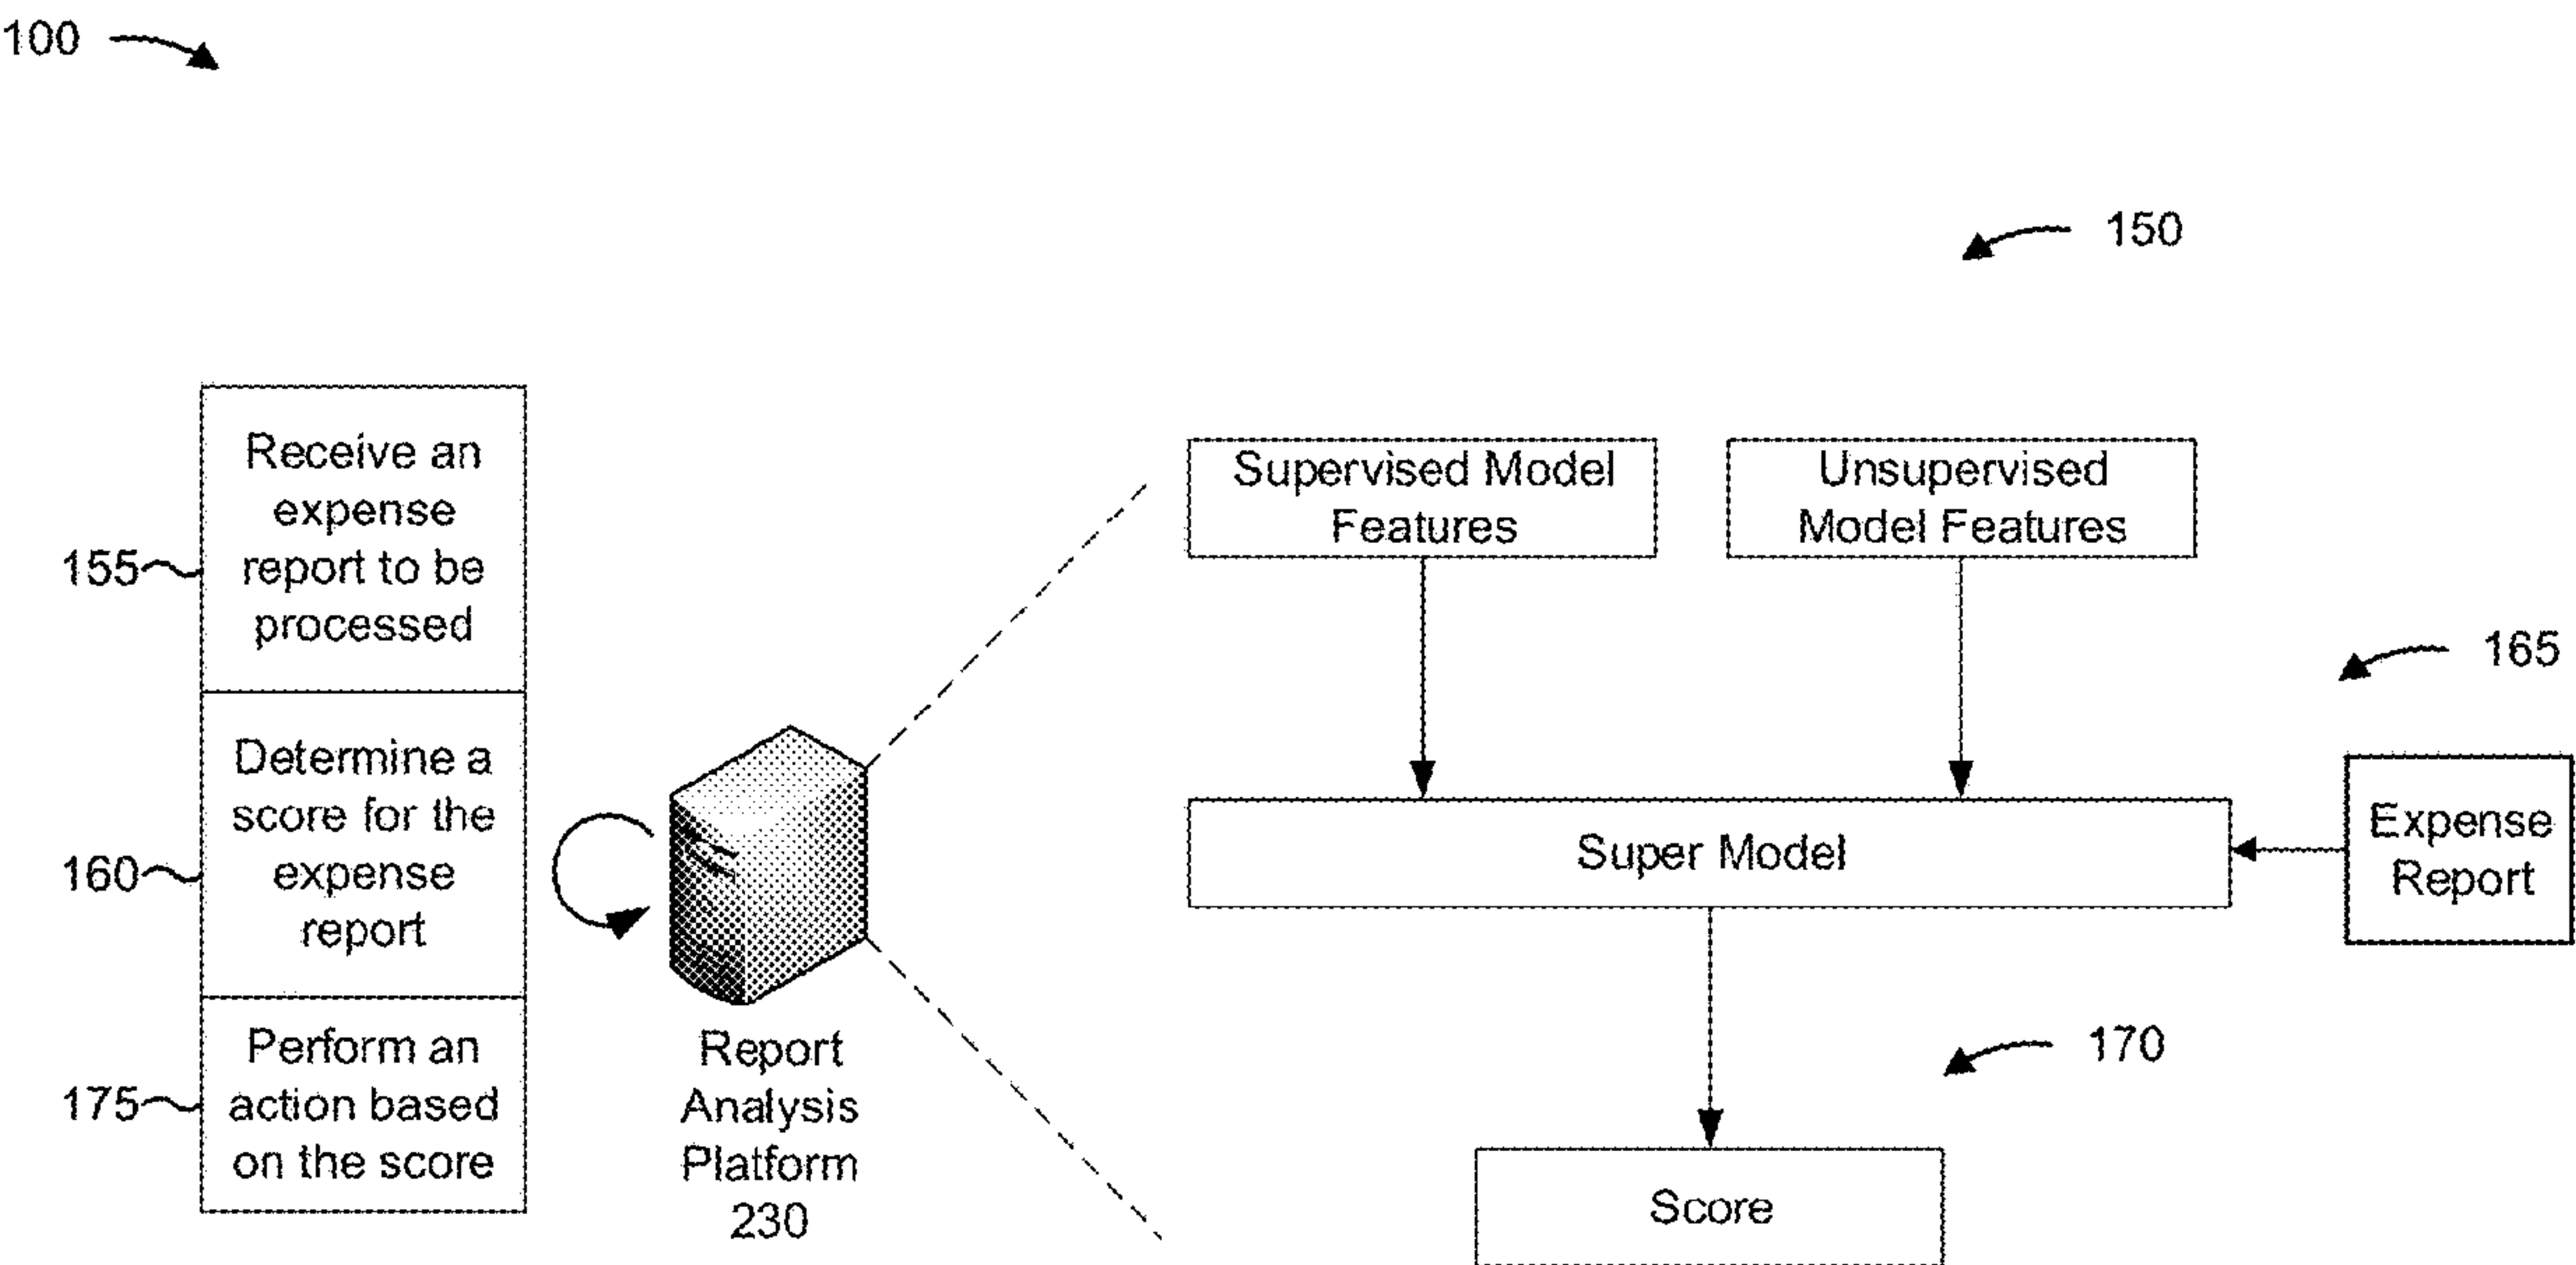 100
150
Receive an
expense
report to be
processed
155
Supervised Model
Features
Unsupervised
Model Features
165
Determine a
score for the
expense
report
160
Super Model
Expense
Report
Perform an
action based
on the score
175
Report
Analysis
Platform
230
170
Score